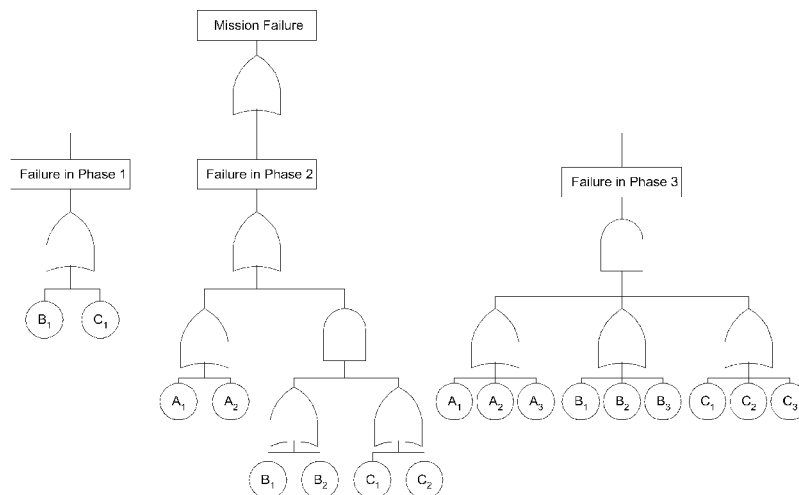 Mission Failure
Failure in Phase 1
Failure in Phase 2
Failure in Phase 3
B₁ C₁
A₁ A₂
A₁ A₂ A₃ B₁ B₂ B₃ C₁ C₂ C₃
B₁ B₂ C₁ C₂